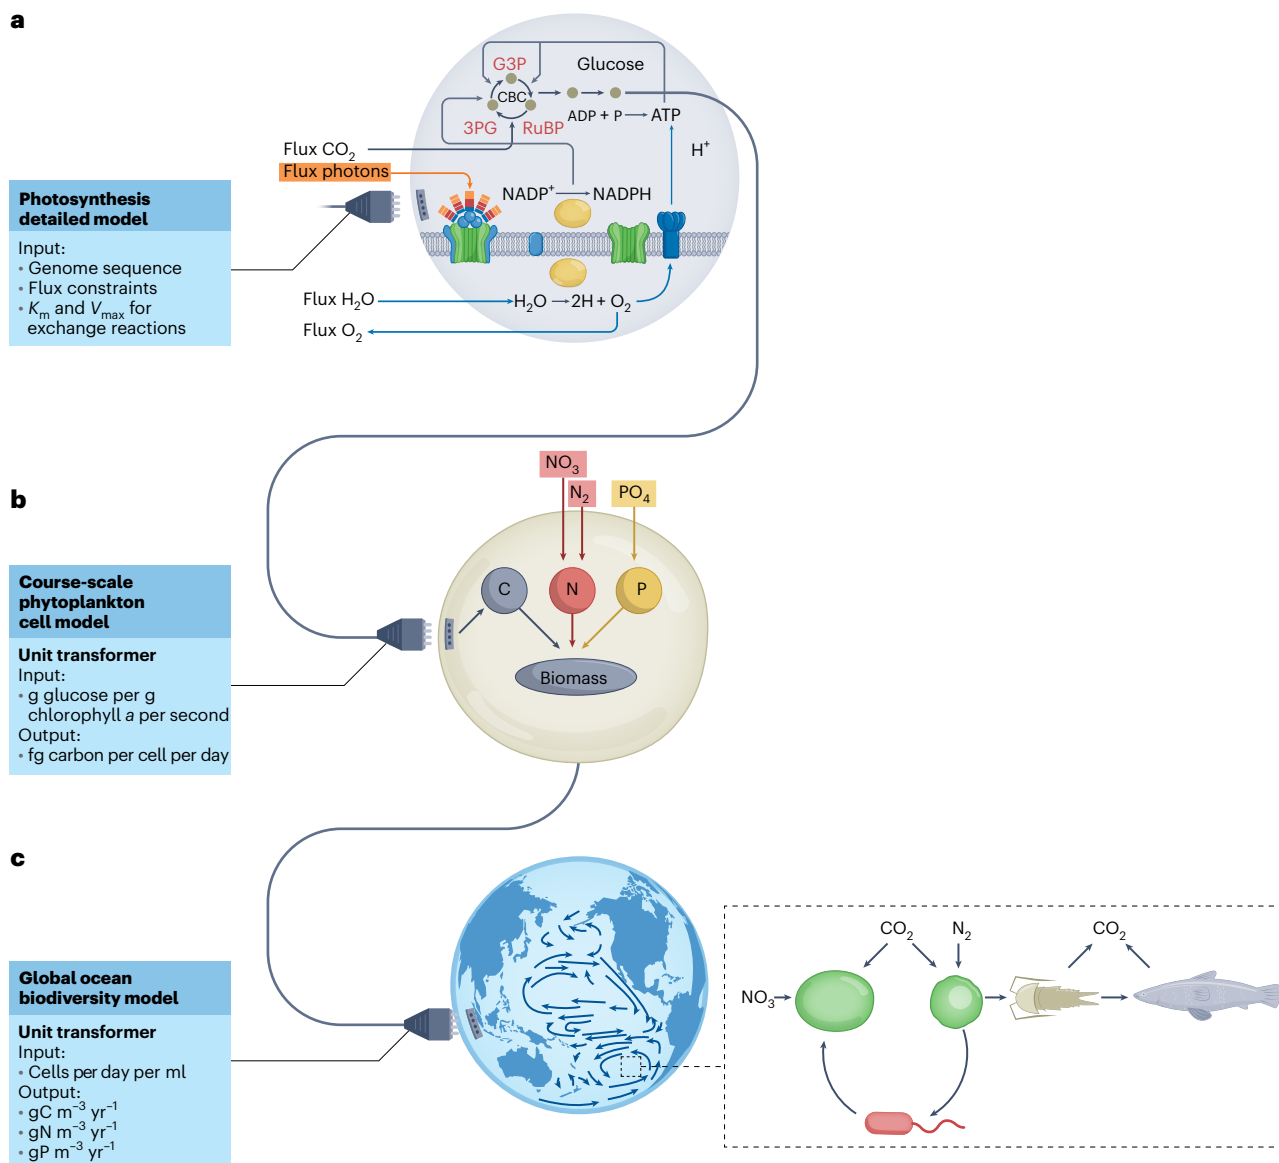 a
G3P
Glucose
CBC
ADP + P
ATP
3PG
RuBP
H⁺
Flux CO₂
Flux photons
NADP⁺
NADPH
Photosynthesis
detailed model
Input:
• Genome sequence
• Flux constraints
• Kₘ and Vₘₐₓ for
exchange reactions
Flux H₂O
H₂O
2H + O₂
Flux O₂
b
NO₃
N₂
PO₄
C
N
P
Biomass
Course-scale
phytoplankton
cell model
Unit transformer
Input:
• g glucose per g
chlorophyll a per second
Output:
• fg carbon per cell per day
c
Global ocean
biodiversity model
Unit transformer
Input:
• Cells per day per ml
Output:
• gC m⁻³ yr⁻¹
• gN m⁻³ yr⁻¹
• gP m⁻³ yr⁻¹
CO₂
N₂
CO₂
NO₃